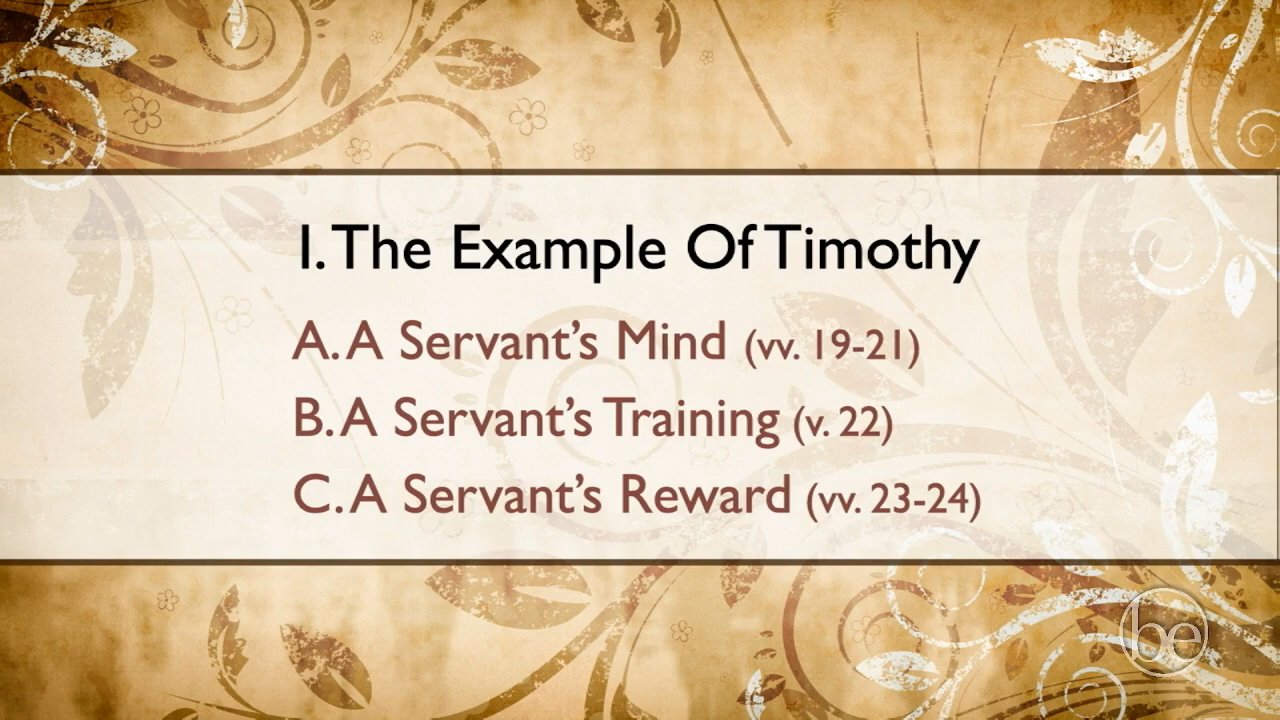 I. The Example Of Timothy
A. A Servant's Mind (vv. 19-21)
B. A Servant's Training (v. 22)
C. A Servant's Reward (vv. 23-24)
be